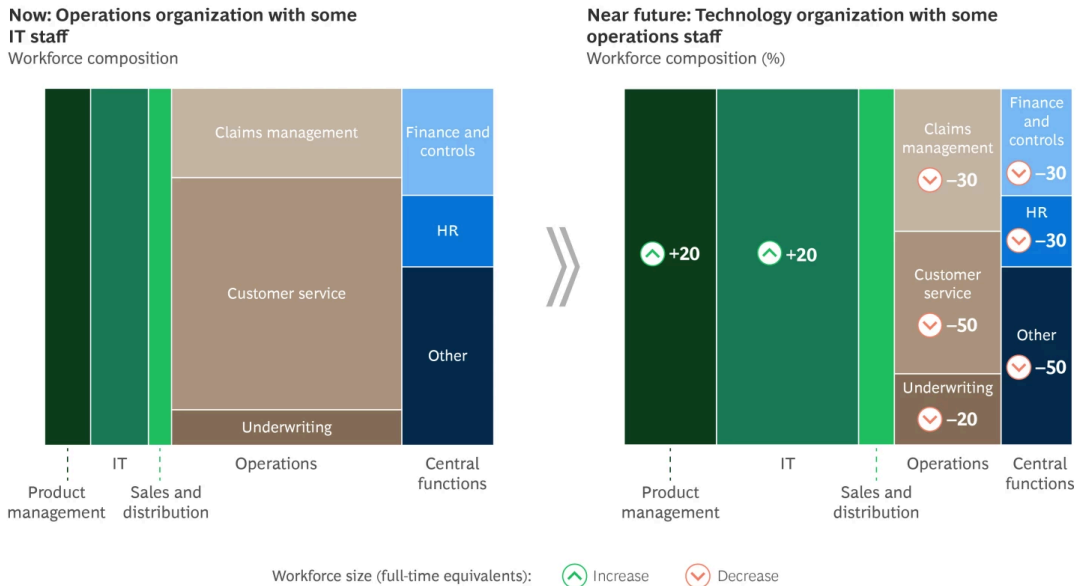 Now: Operations organization with some
IT staff
Workforce composition
Claims management
Finance and
controls
HR
Customer service
Other
Underwriting
IT
Operations
Central
functions
Product
management
Sales and
distribution
Near future: Technology organization with some
operations staff
Workforce composition (%)
+20
+20
Claims
management
–30
Finance
and
controls
–30
HR
–30
Customer
service
–50
Other
–50
Underwriting
–20
IT
Operations
Central
functions
Product
management
Sales and
distribution
Workforce size (full-time equivalents):
Increase
Decrease